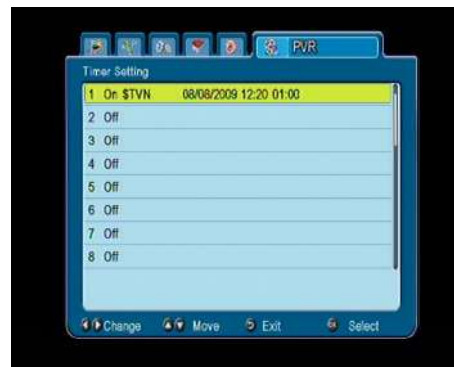 PVR
Timer Setting
1 On $TVN 08/08/2009 12:20 01:00
2 Off
3 Off
4 Off
5 Off
6 Off
7 Off
8 Off
Change Move Exit Select